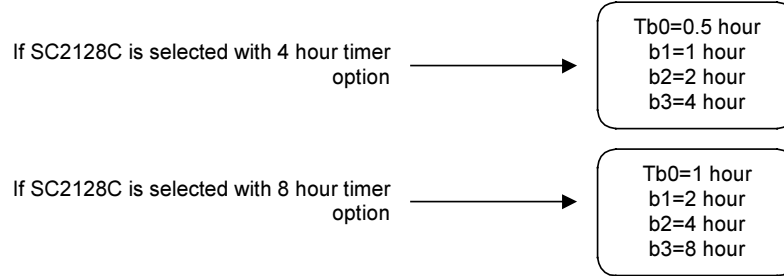 If SC2128C is selected with 4 hour timer
option
Tb0=0.5 hour
b1=1 hour
b2=2 hour
b3=4 hour
If SC2128C is selected with 8 hour timer
option
Tb0=1 hour
b1=2 hour
b2=4 hour
b3=8 hour